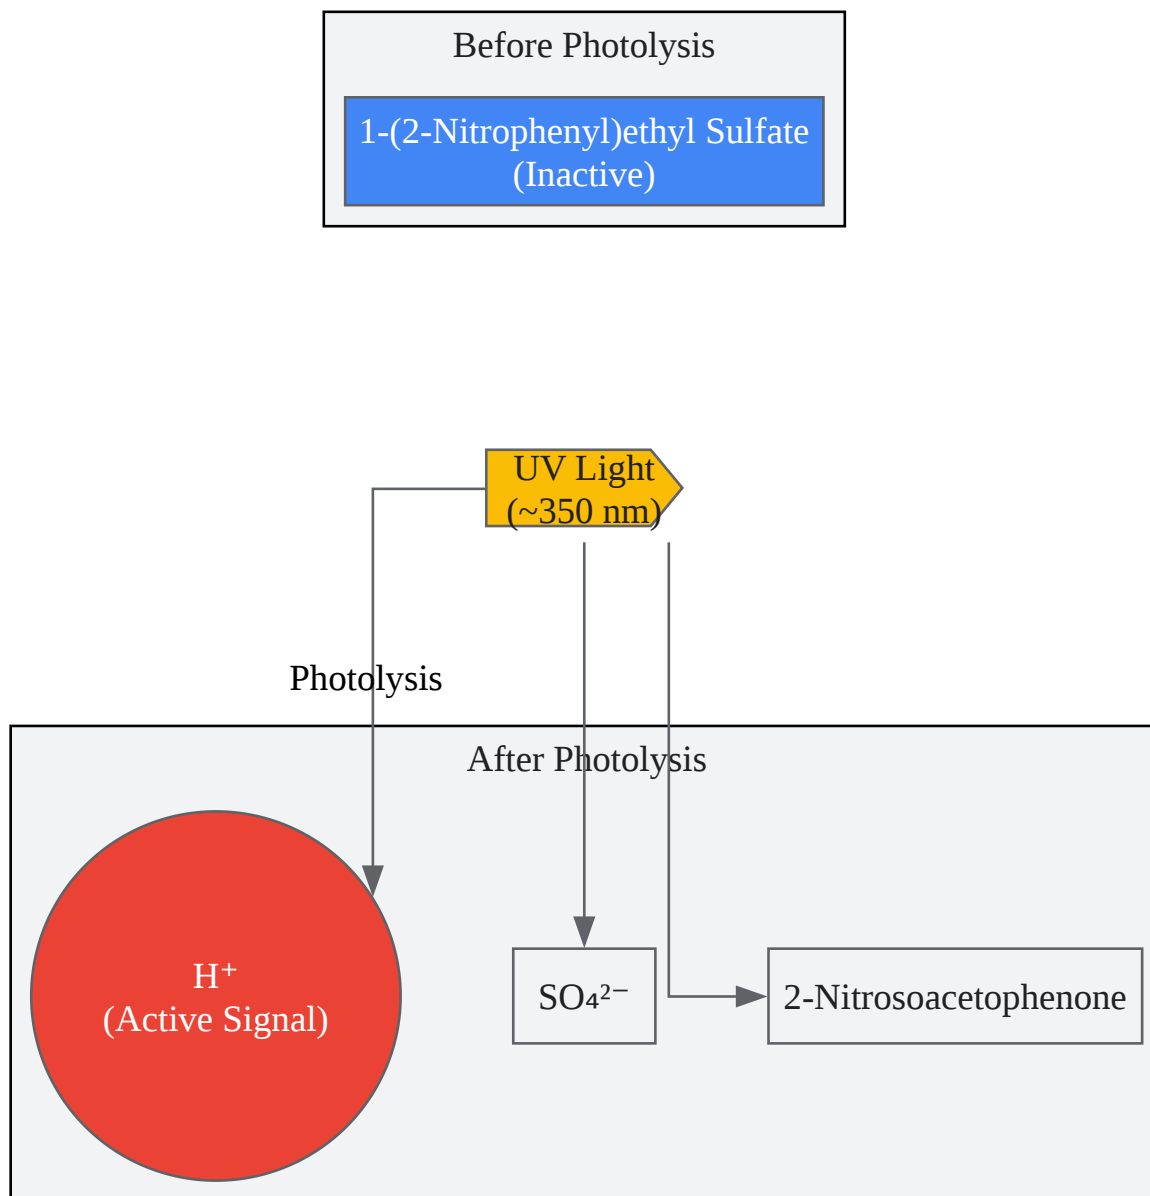 Before Photolysis
1-(2-Nitrophenyl)ethyl Sulfate
(Inactive)
UV Light
(~350 nm)
Photolysis
After Photolysis
H⁺
(Active Signal)
SO₄²⁻
2-Nitrosoacetophenone